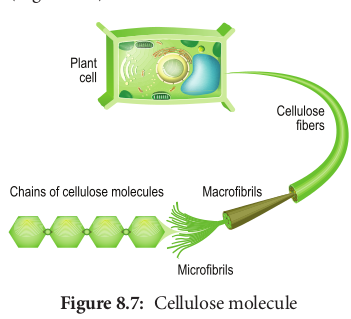 Plant
cell
Cellulose
fibers
Chains of cellulose molecules
Macrofibrils
Microfibrils
Figure 8.7: Cellulose molecule